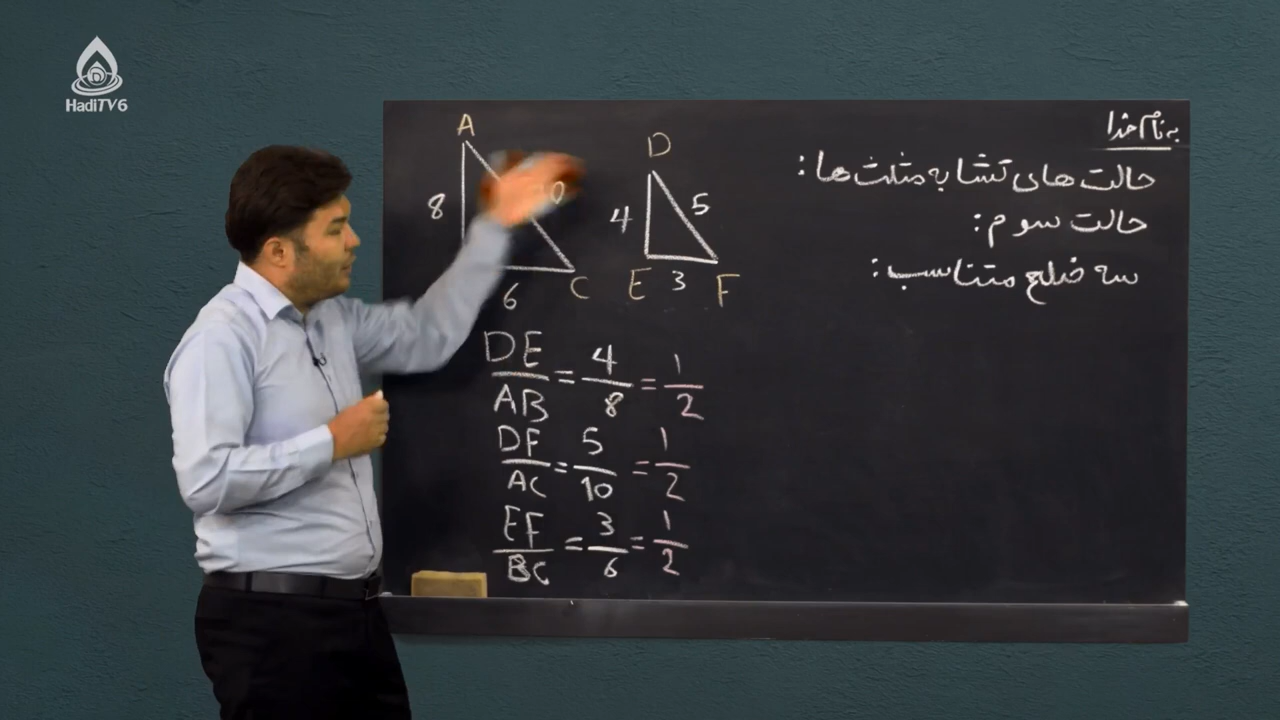 HadiTV6
به نام خدا
حالت های تشابه مثلث ها :
حالت سوم :
سه ضلع متناسب :
A
8
6
C
D
4
5
E 3 F
DE/AB = 4/8 = 1/2
DF/AC = 5/10 = 1/2
EF/BC = 3/6 = 1/2